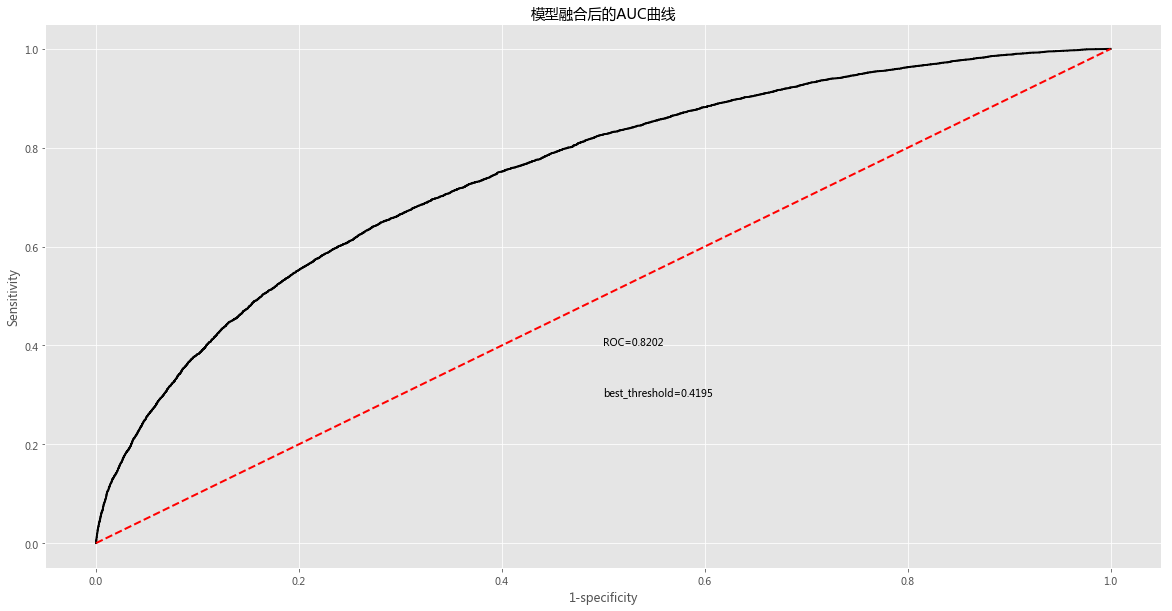 模型融合后的AUC曲线
1.0
0.8
0.6
0.4
0.2
0.0
Sensitivity
ROC=0.8202
best_threshold=0.4195
0.0 0.2 0.4 0.6 0.8 1.0
1-specificity